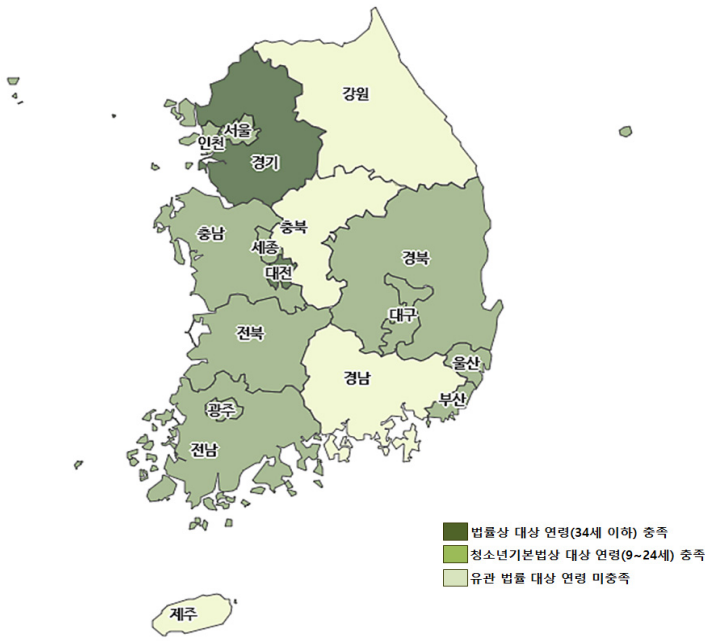 강원
서울
인천
경기
충남
충북
세종
대전
경북
대구
전북
경남
울산
부산
광주
전남
제주
법률상 대상 연령(34세 이하) 충족
청소년기본법상 대상 연령(9~24세) 충족
유관 법률 대상 연령 미충족